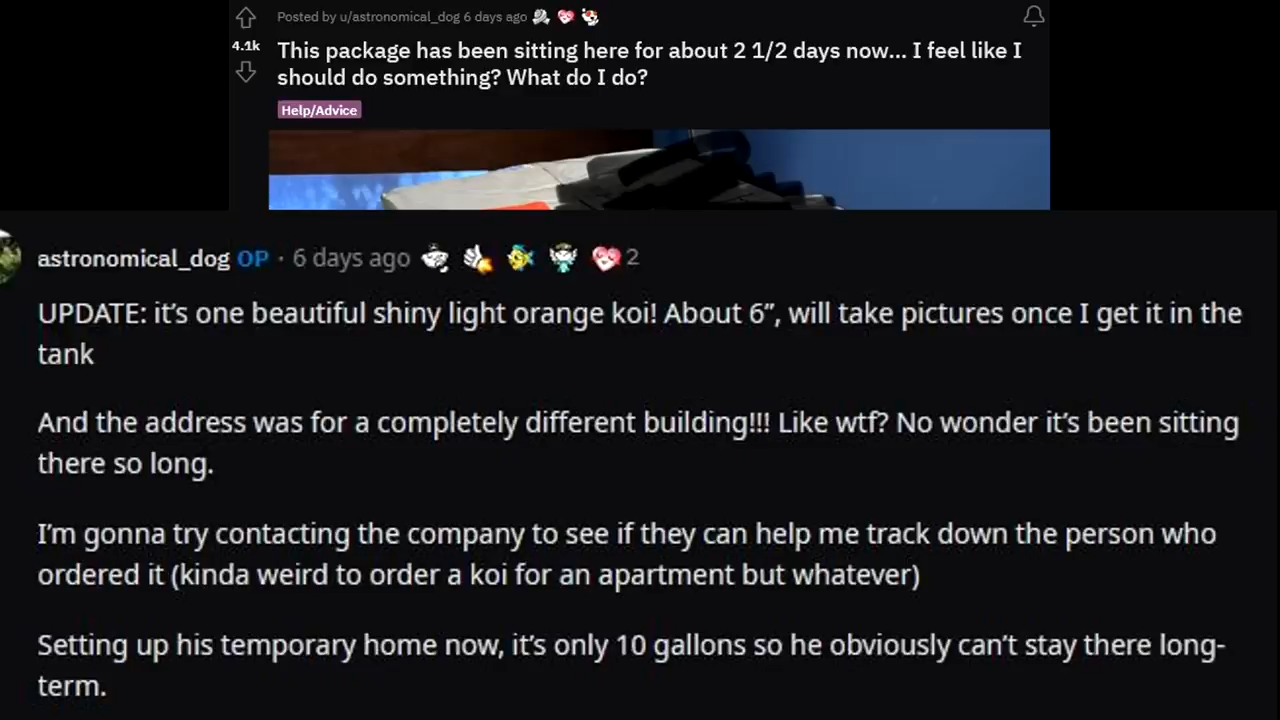 Posted by u/astronomical_dog 6 days ago
4.1k
This package has been sitting here for about 2 1/2 days now... I feel like I
should do something? What do I do?
Help/Advice
astronomical_dog OP · 6 days ago 2
UPDATE: it’s one beautiful shiny light orange koi! About 6”, will take pictures once I get it in the
tank
And the address was for a completely different building!!! Like wtf? No wonder it’s been sitting
there so long.
I’m gonna try contacting the company to see if they can help me track down the person who
ordered it (kinda weird to order a koi for an apartment but whatever)
Setting up his temporary home now, it’s only 10 gallons so he obviously can’t stay there long-
term.